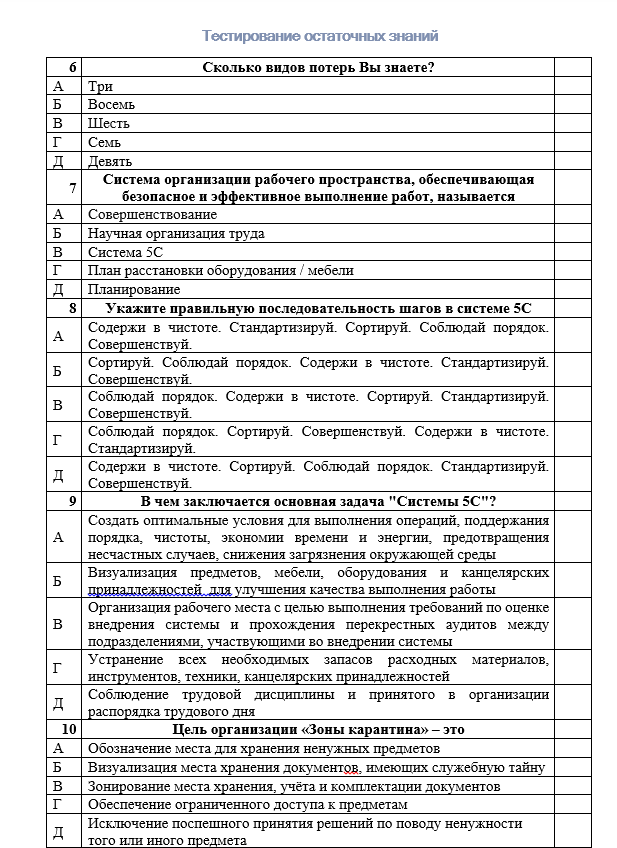 Тестирование остаточных знаний
6 Сколько видов потерь Вы знаете?
А Три
Б Восемь
В Шесть
Г Семь
Д Девять
7 Система организации рабочего пространства, обеспечивающая
безопасное и эффективное выполнение работ, называется
А Совершенствование
Б Научная организация труда
В Система 5С
Г План расстановки оборудования / мебели
Д Планирование
8 Укажите правильную последовательность шагов в системе 5С
А Содержи в чистоте. Стандартизируй. Сортируй. Соблюдай порядок.
Совершенствуй.
Б Сортируй. Соблюдай порядок. Содержи в чистоте. Стандартизируй.
Совершенствуй.
В Соблюдай порядок. Содержи в чистоте. Сортируй. Стандартизируй.
Совершенствуй.
Г Соблюдай порядок. Сортируй. Совершенствуй. Содержи в чистоте.
Стандартизируй.
Д Содержи в чистоте. Сортируй. Соблюдай порядок. Стандартизируй.
Совершенствуй.
9 В чем заключается основная задача "Системы 5С"?
А Создать оптимальные условия для выполнения операций, поддержания
порядка, чистоты, экономии времени и энергии, предотвращения
несчастных случаев, снижения загрязнения окружающей среды
Б Визуализация предметов, мебели, оборудования и канцелярских
принадлежностей для улучшения качества выполнения работы
В Организация рабочего места с целью выполнения требований по оценке
внедрения системы и прохождения перекрестных аудитов между
подразделениями, участвующими во внедрении системы
Г Устранение всех необходимых запасов расходных материалов,
инструментов, техники, канцелярских принадлежностей
Д Соблюдение трудовой дисциплины и принятого в организации
распорядка трудового дня
10 Цель организации «Зоны карантина» – это
А Обозначение места для хранения ненужных предметов
Б Визуализация места хранения документов, имеющих служебную тайну
В Зонирование места хранения, учёта и комплектации документов
Г Обеспечение ограниченного доступа к предметам
Д Исключение поспешного принятия решений по поводу ненужности
того или иного предмета